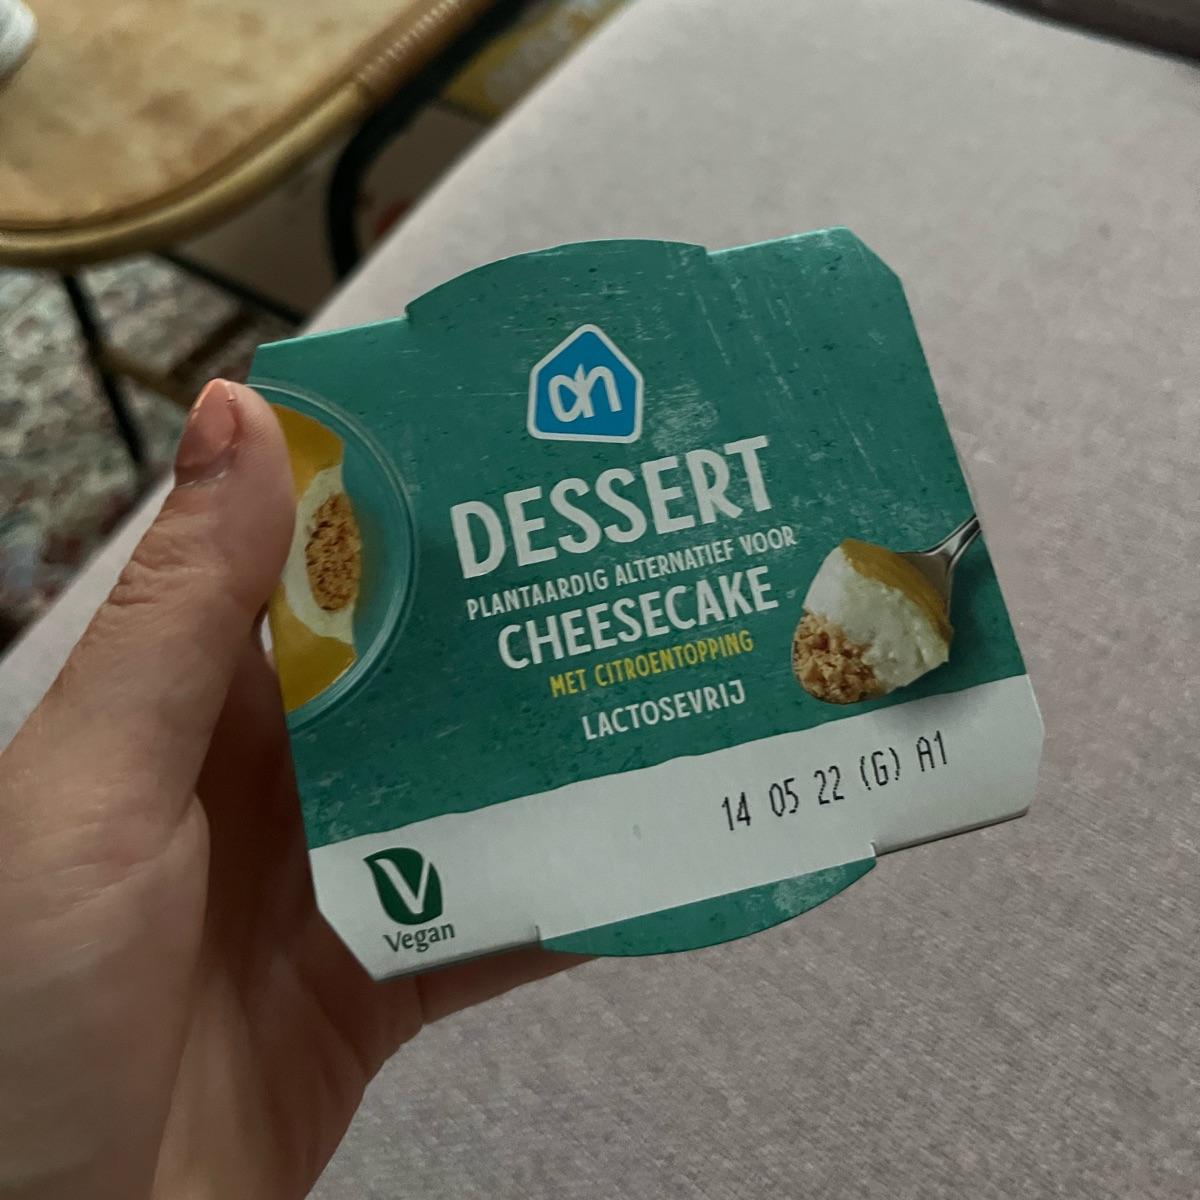 ah
DESSERT
PLANTAARDIG ALTERNATIEF VOOR
CHEESECAKE
MET CITROENTOPPING
LACTOSEVRIJ
14 05 22 (G) A1
V
Vegan